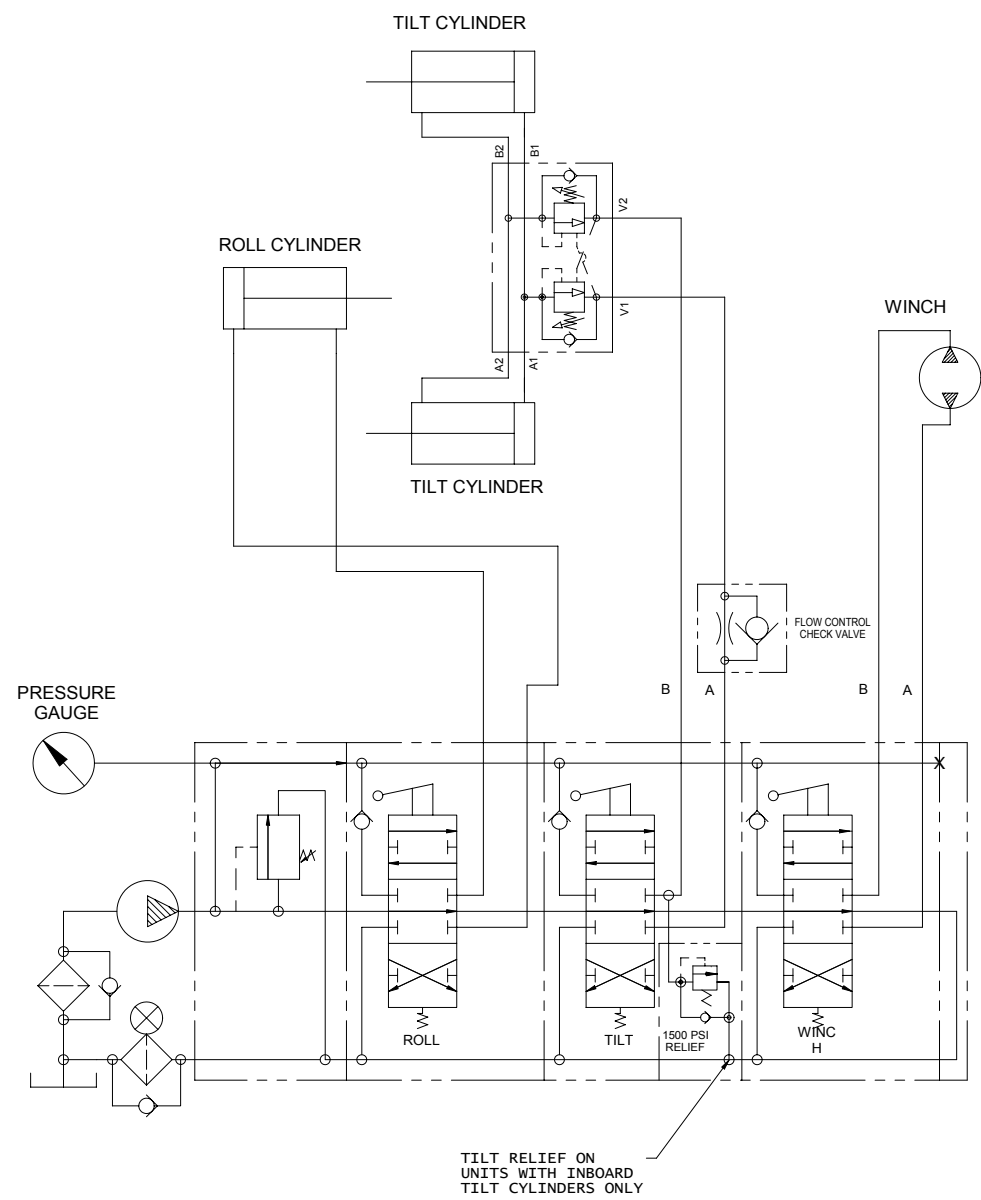 TILT CYLINDER
B2
B1
V2
ROLL CYLINDER
V1
WINCH
A2
A1
TILT CYLINDER
FLOW CONTROL
CHECK VALVE
B
A
B
A
PRESSURE
GAUGE
X
ROLL
TILT
1500 PSI
RELIEF
WINC
H
TILT RELIEF ON
UNITS WITH INBOARD
TILT CYLINDERS ONLY